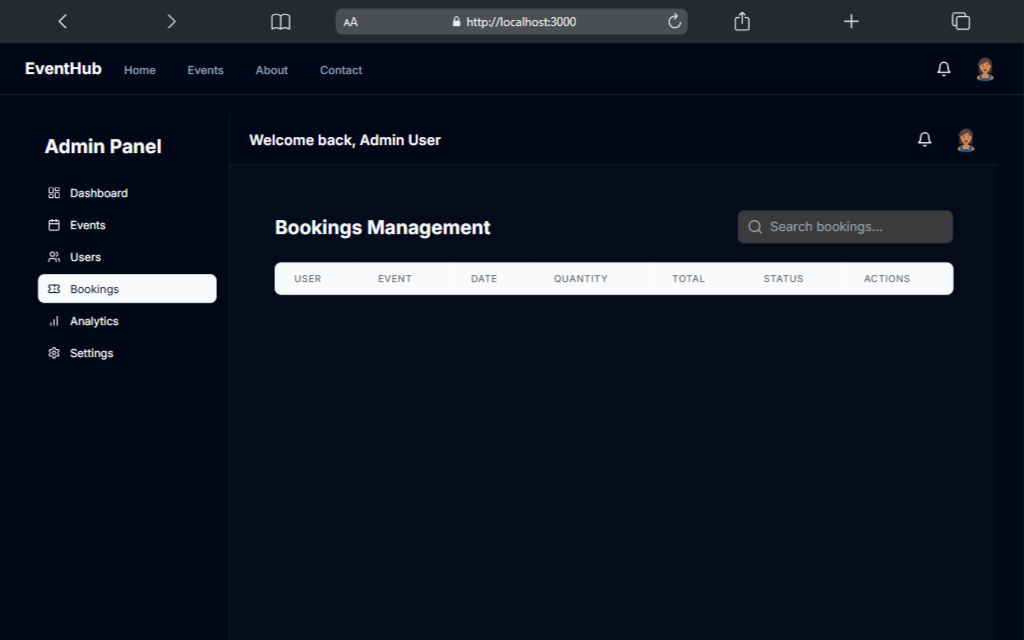 AA http://localhost:3000
EventHub Home Events About Contact
Admin Panel
Dashboard
Events
Users
Bookings
Analytics
Settings
Welcome back, Admin User
Bookings Management
Search bookings...
USER EVENT DATE QUANTITY TOTAL STATUS ACTIONS